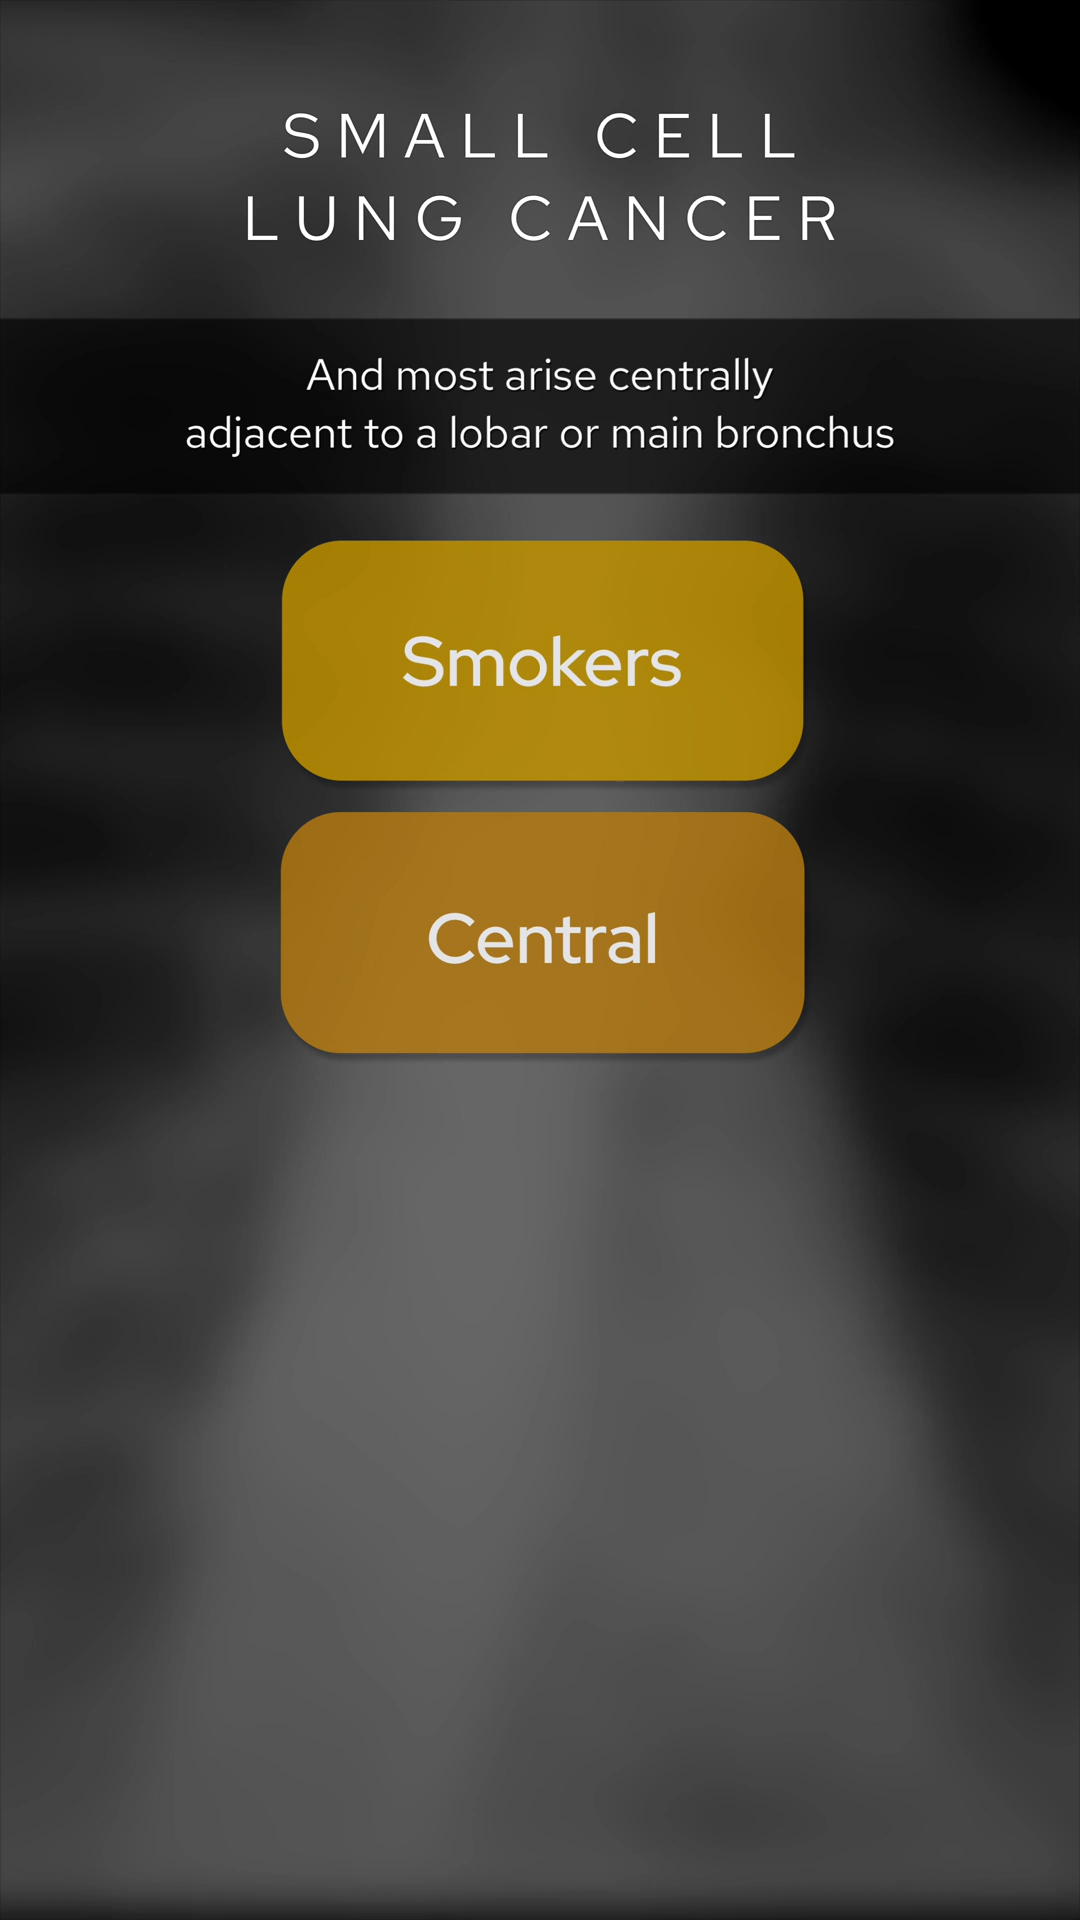 SMALL CELL
LUNG CANCER
And most arise centrally
adjacent to a lobar or main bronchus
Smokers
Central